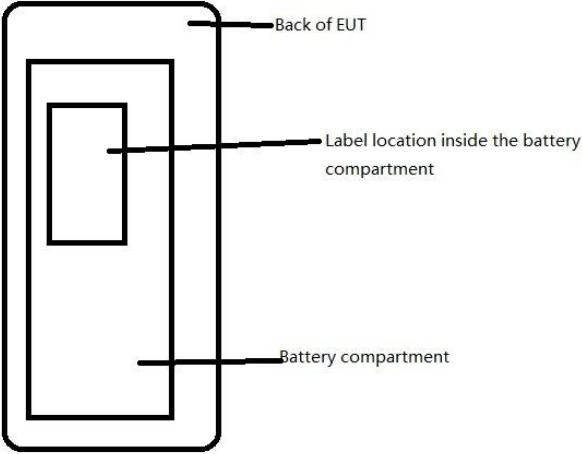 Back of EUT
Label location inside the battery
compartment
Battery compartment